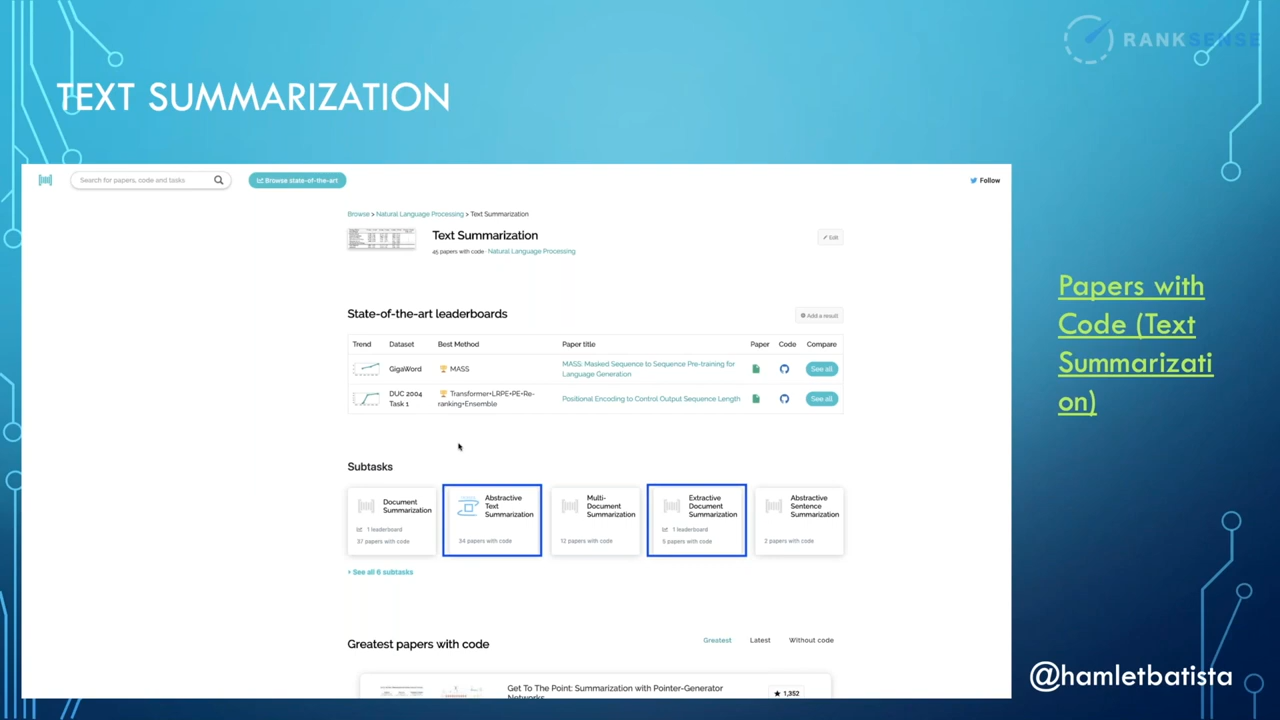 RANKSENSE
TEXT SUMMARIZATION
Search for papers, code and tasks
Browse state-of-the-art
Follow
Browse > Natural Language Processing > Text Summarization
Text Summarization
Edit
45 papers with code · Natural Language Processing
State-of-the-art leaderboards
Add a result
Trend Dataset Best Method Paper title Paper Code Compare
GigaWord MASS MASS: Masked Sequence to Sequence Pre-training for
Language Generation
See all
DUC 2004
Task 1
Transformer+LRPE+PE+Re-
ranking+Ensemble
Positional Encoding to Control Output Sequence Length
See all
Subtasks
Document
Summarization
1 leaderboard
37 papers with code
Abstractive
Text
Summarization
34 papers with code
Multi-
Document
Summarization
12 papers with code
Extractive
Document
Summarization
1 leaderboard
5 papers with code
Abstractive
Sentence
Summarization
2 papers with code
+ See all 6 subtasks
Greatest papers with code
Greatest Latest Without code
Get To The Point: Summarization with Pointer-Generator
Networks
1,352
Papers with
Code (Text
Summarizati
on)
@hamletbatista